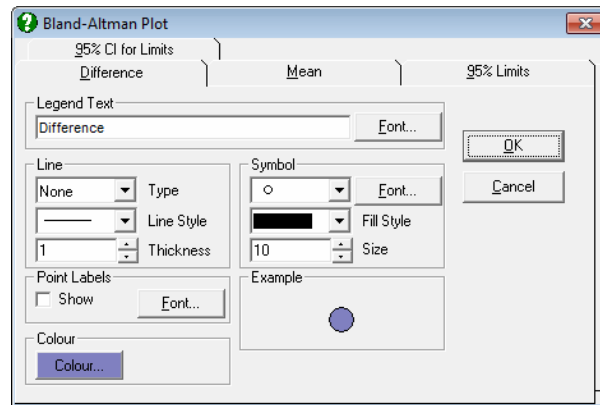 Bland-Altman Plot
95% CI for Limits
Difference Mean 95% Limits
Legend Text
Difference Font...
OK
Cancel
Line
None Type
Line Style
1 Thickness
Symbol
Font...
Fill Style
10 Size
Point Labels
Show Font...
Example
Colour
Colour...